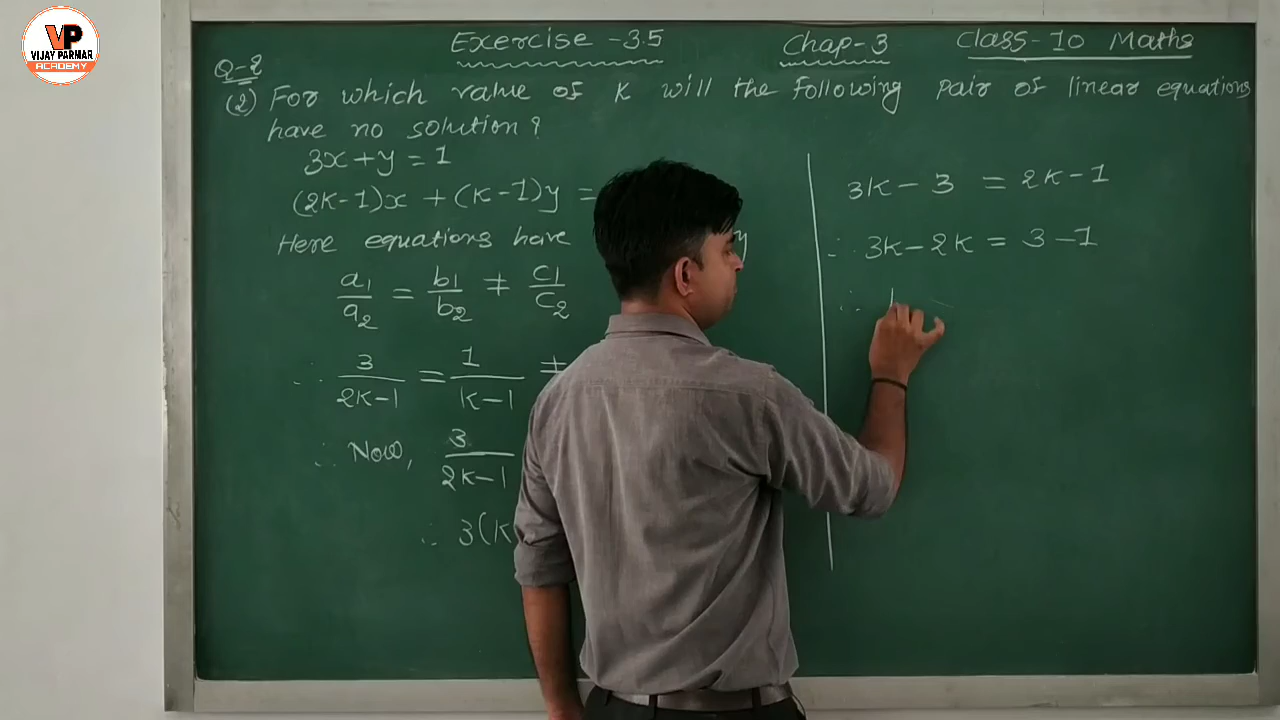 VP
VIJAY PARMAR
ACADEMY
Exercise - 3.5 Chap-3 Class-10 Maths
Q-2
(2) For which value of K will the following pair of linear equations
have no solution?
3x + y = 1
(2K-1)x + (K-1)y =
Here equations have
a1/a2 = b1/b2 ≠ c1/c2
∴ 3/2K-1 = 1/K-1 ≠
∴ Now, 3/2K-1
∴ 3(K
3K - 3 = 2K - 1
∴ 3K - 2K = 3 - 1
∴